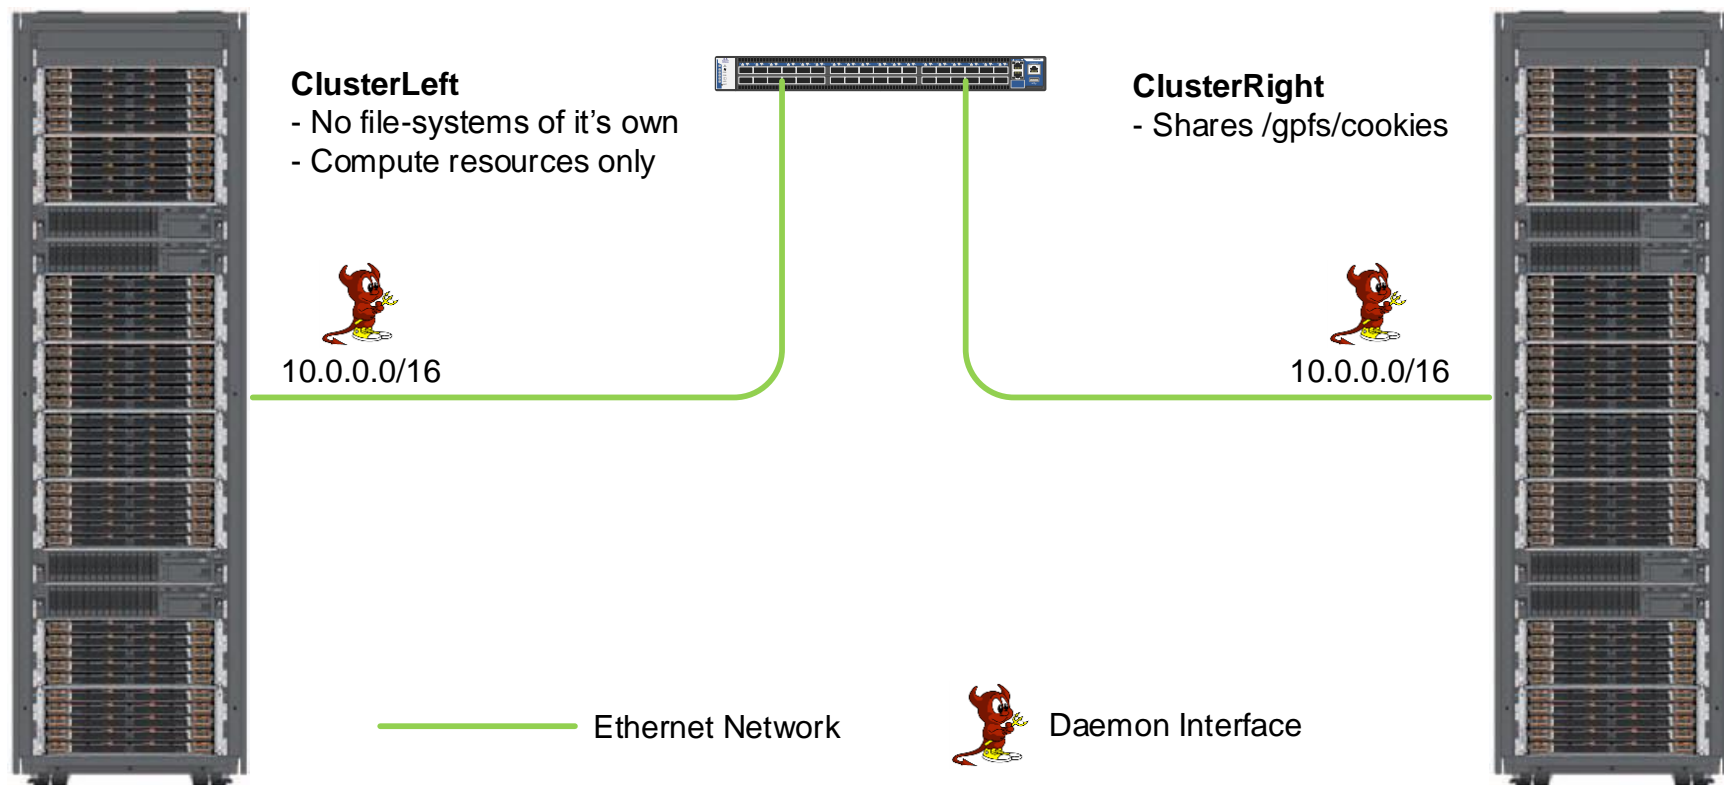 ClusterLeft
- No file-systems of it's own
- Compute resources only
ClusterRight
- Shares /gpfs/cookies
10.0.0.0/16
10.0.0.0/16
Ethernet Network
Daemon Interface